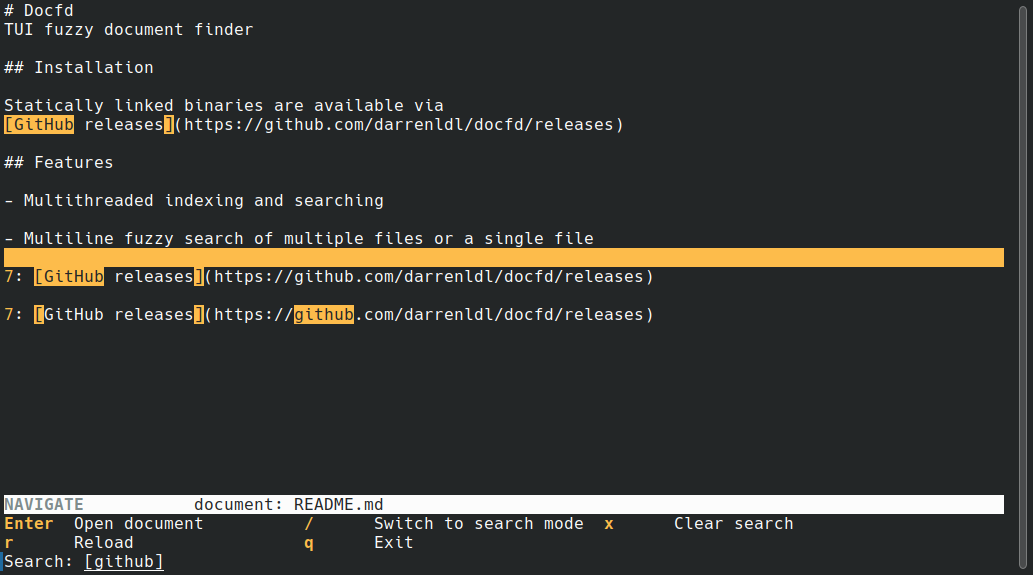 # Docfd
TUI fuzzy document finder
## Installation
Statically linked binaries are available via
[GitHub releases](https://github.com/darrenldl/docfd/releases)
## Features
- Multithreaded indexing and searching
- Multiline fuzzy search of multiple files or a single file
7: [GitHub releases](https://github.com/darrenldl/docfd/releases)
7: [GitHub releases](https://github.com/darrenldl/docfd/releases)
NAVIGATE document: README.md
Enter Open document / Switch to search mode x Clear search
r Reload q Exit
Search: [github]